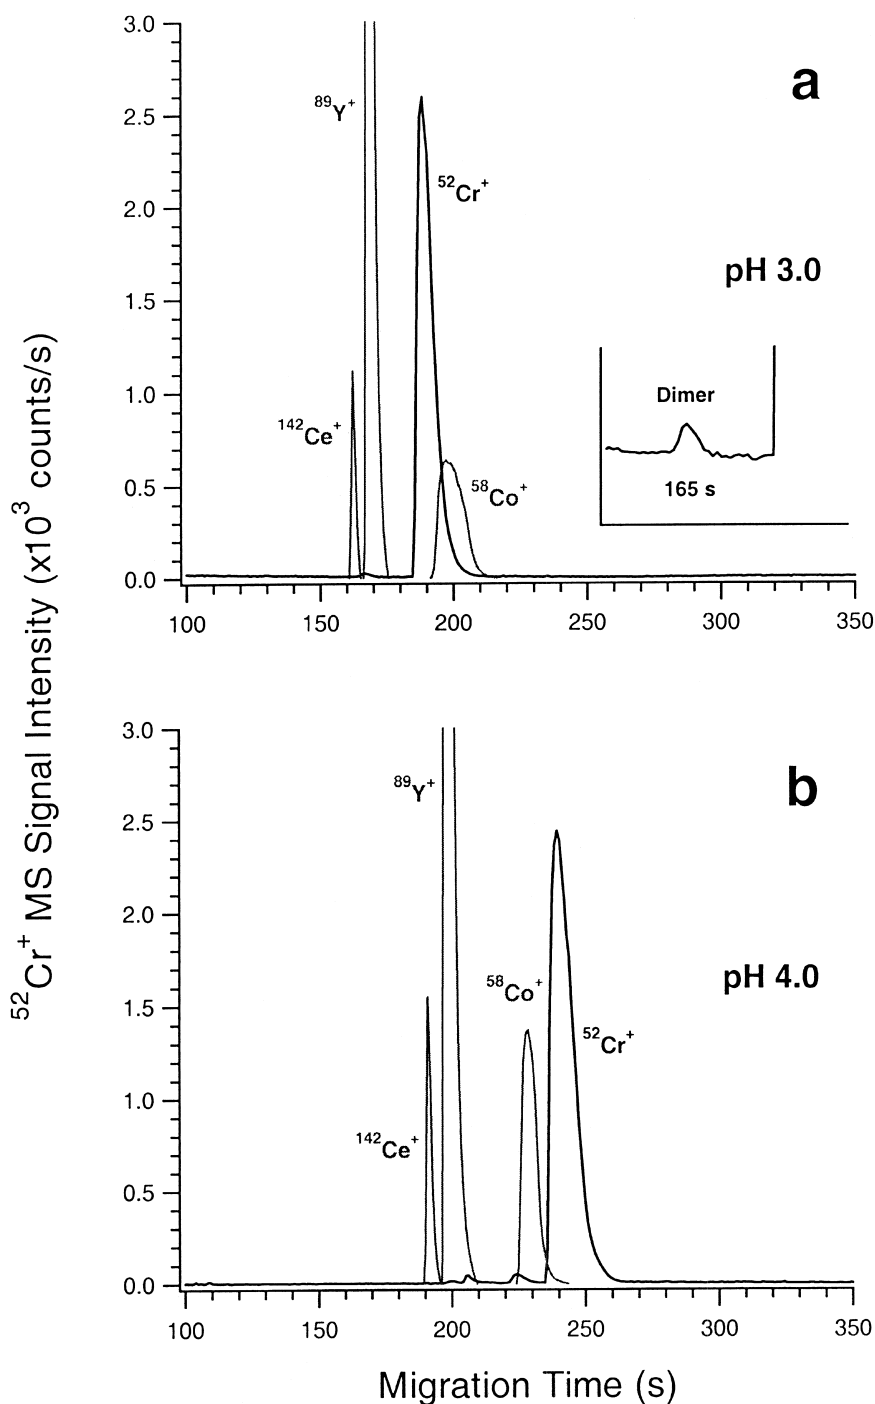 ⁵²Cr⁺ MS Signal Intensity (x10³ counts/s)
a
3.0
2.5
2.0
1.5
1.0
0.5
0.0
⁸⁹Y⁺
⁵²Cr⁺
pH 3.0
Dimer
165 s
¹⁴²Ce⁺
⁵⁸Co⁺
100 150 200 250 300 350
b
3.0
2.5
2.0
1.5
1.0
0.5
0.0
⁸⁹Y⁺
pH 4.0
⁵⁸Co⁺
⁵²Cr⁺
¹⁴²Ce⁺
100 150 200 250 300 350
Migration Time (s)